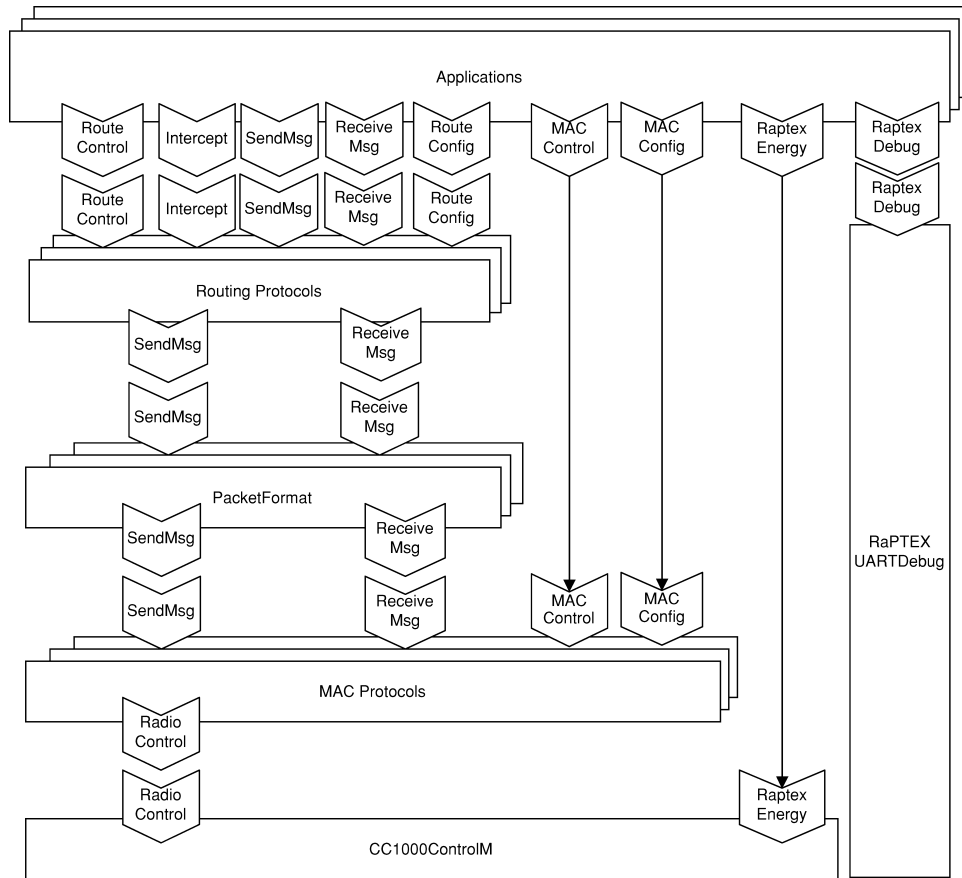 Applications
Route
Control
Intercept
SendMsg
Receive
Msg
Route
Config
MAC
Control
MAC
Config
Raptex
Energy
Raptex
Debug
Route
Control
Intercept
SendMsg
Receive
Msg
Route
Config
Raptex
Debug
Routing Protocols
SendMsg
Receive
Msg
SendMsg
Receive
Msg
PacketFormat
SendMsg
Receive
Msg
RaPTEX
UARTDebug
SendMsg
Receive
Msg
MAC
Control
MAC
Config
MAC Protocols
Radio
Control
Radio
Control
Raptex
Energy
CC1000ControlM